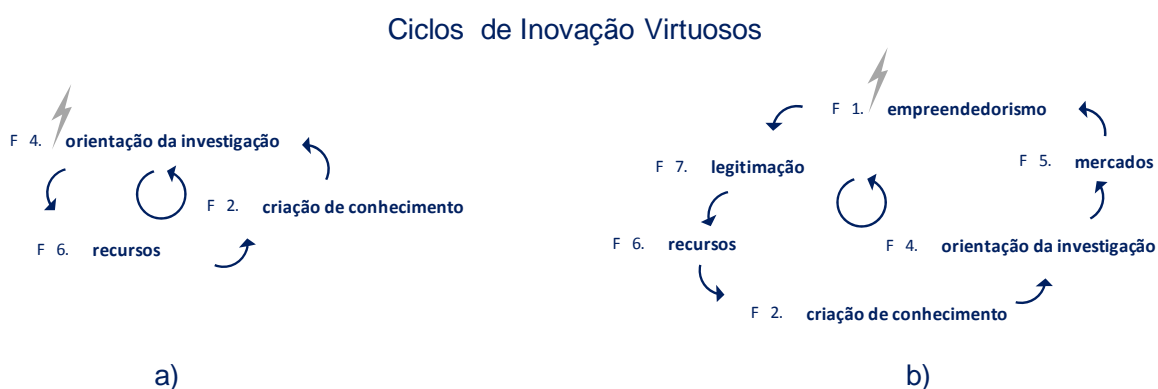 Ciclos de Inovação Virtuosos
F 4. orientação da investigação
F 2. criação de conhecimento
F 6. recursos
a)
F 1. empreendedorismo
F 7. legitimação
F 5. mercados
F 6. recursos
F 4. orientação da investigação
F 2. criação de conhecimento
b)